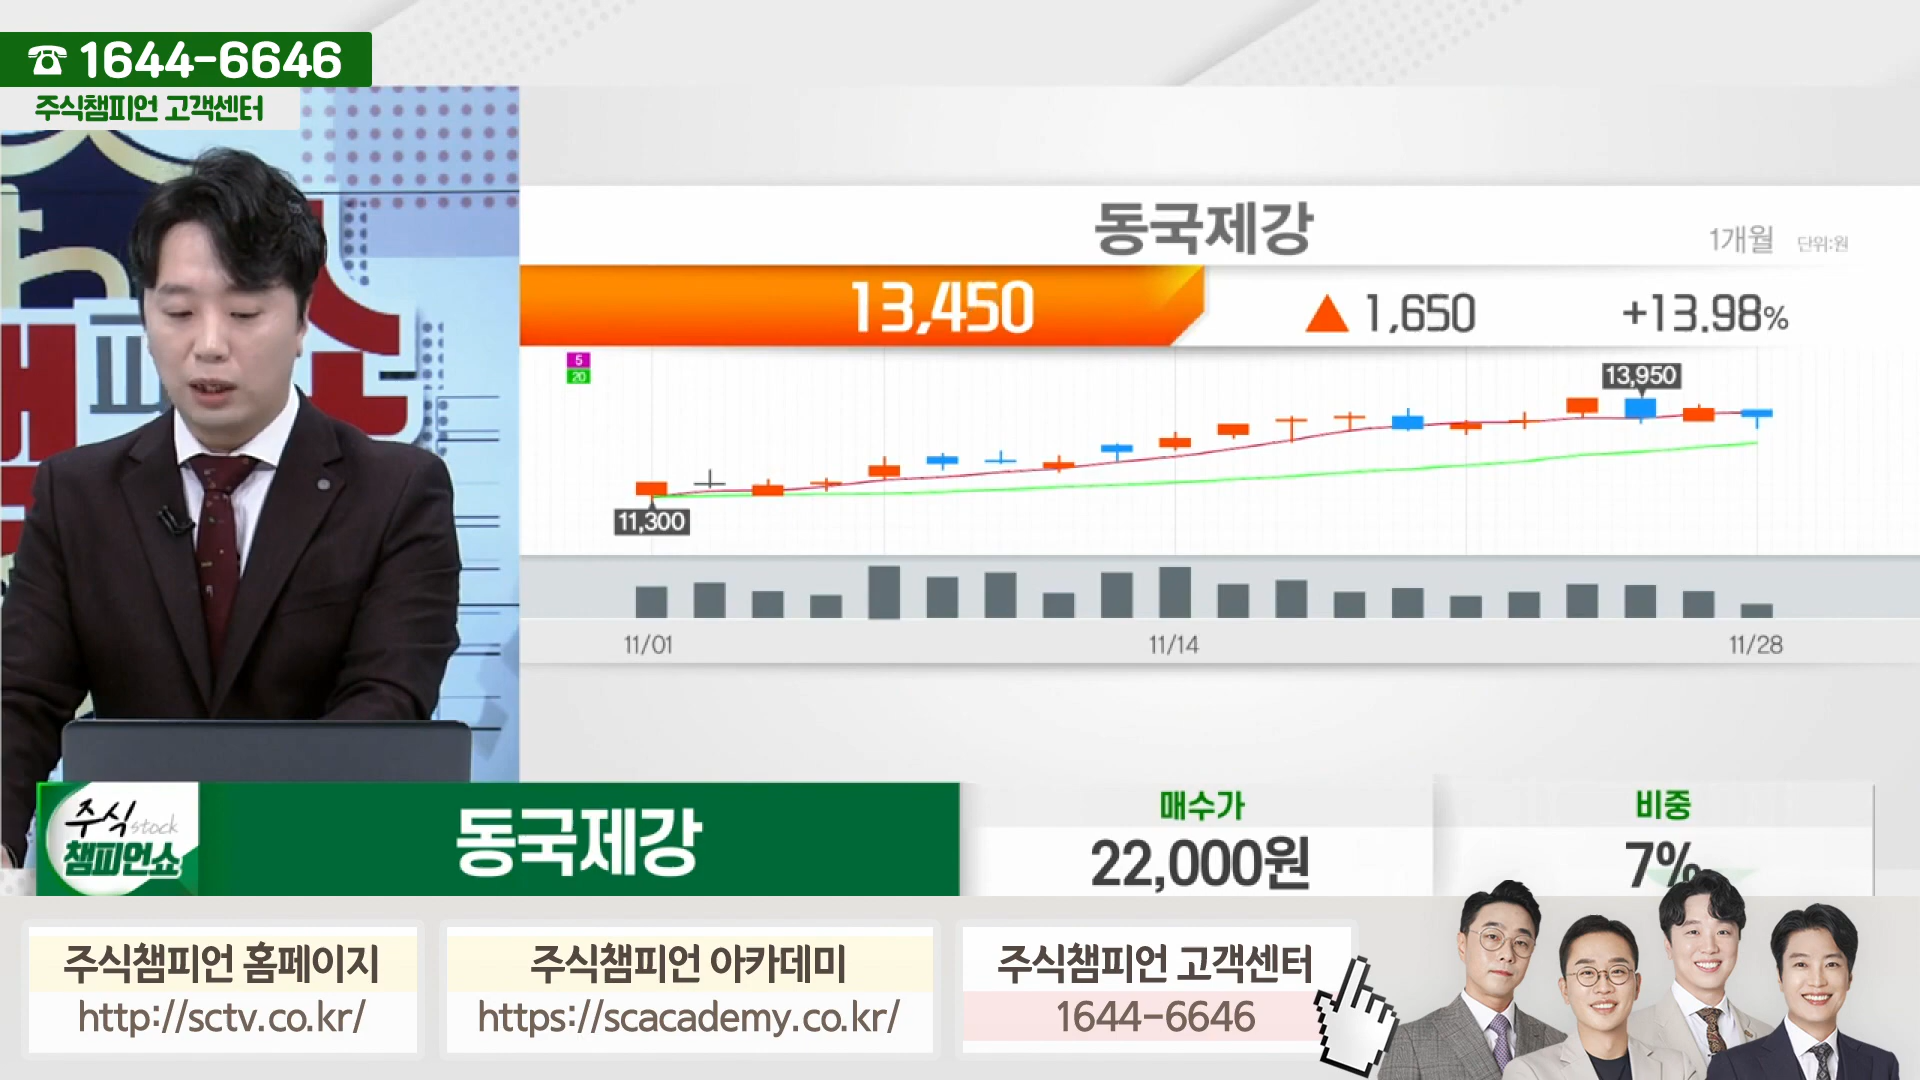 ☎ 1644-6646
주식챔피언 고객센터
동국제강
1개월 단위:원
13,450 ▲ 1,650 +13.98%
5
20
13,950
11,300
11/01 11/14 11/28
주식 stock
챔피언쇼
동국제강
매수가
22,000원
비중
7%
주식챔피언 홈페이지
http://sctv.co.kr/
주식챔피언 아카데미
https://scacademy.co.kr/
주식챔피언 고객센터
1644-6646